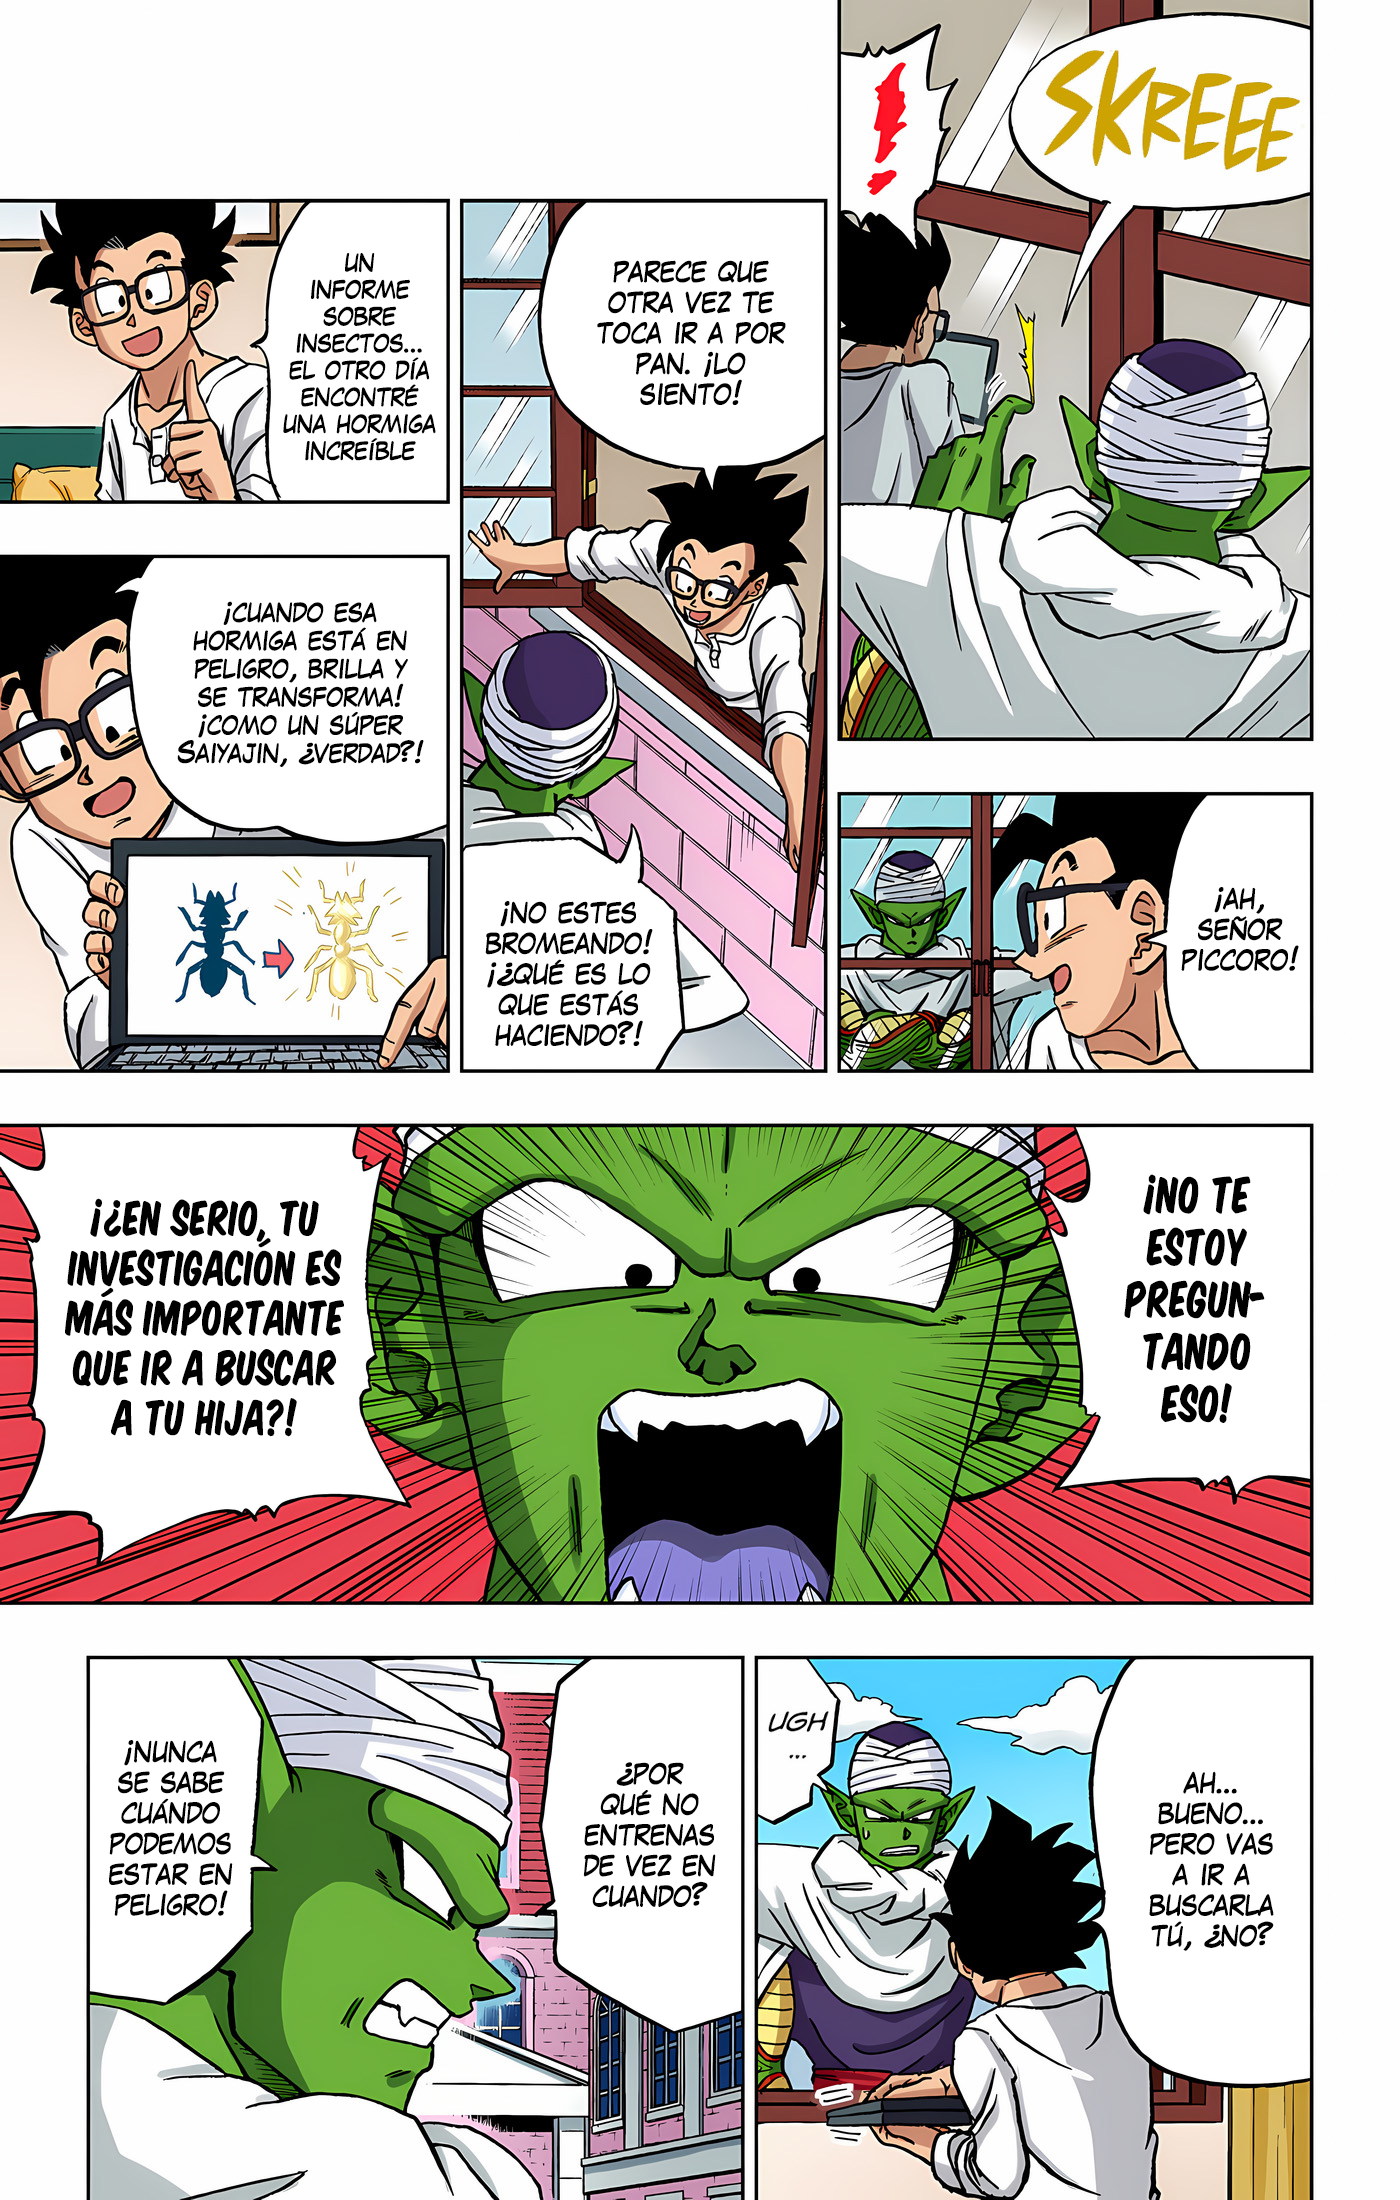 SKREEE
!
¡AH,
SEÑOR
PICCORO!
PARECE QUE
OTRA VEZ TE
TOCA IR A POR
PAN. ¡LO
SIENTO!
¡NO ESTES
BROMEANDO!
¡¿QUÉ ES LO
QUE ESTÁS
HACIENDO?!
UN
INFORME
SOBRE
INSECTOS...
EL OTRO DÍA
ENCONTRÉ
UNA HORMIGA
INCREÍBLE
¡CUANDO ESA
HORMIGA ESTÁ EN
PELIGRO, BRILLA Y
SE TRANSFORMA!
¡COMO UN SÚPER
SAIYAJIN, ¿VERDAD?!
¡NO TE
ESTOY
PREGUN-
TANDO
ESO!
¡¿EN SERIO, TU
INVESTIGACIÓN ES
MÁS IMPORTANTE
QUE IR A BUSCAR
A TU HIJA?!
AH...
BUENO...
PERO VAS
A IR A
BUSCARLA
TÚ, ¿NO?
UGH
...
¿POR
QUÉ NO
ENTRENAS
DE VEZ EN
CUANDO?
¡NUNCA
SE SABE
CUÁNDO
PODEMOS
ESTAR EN
PELIGRO!